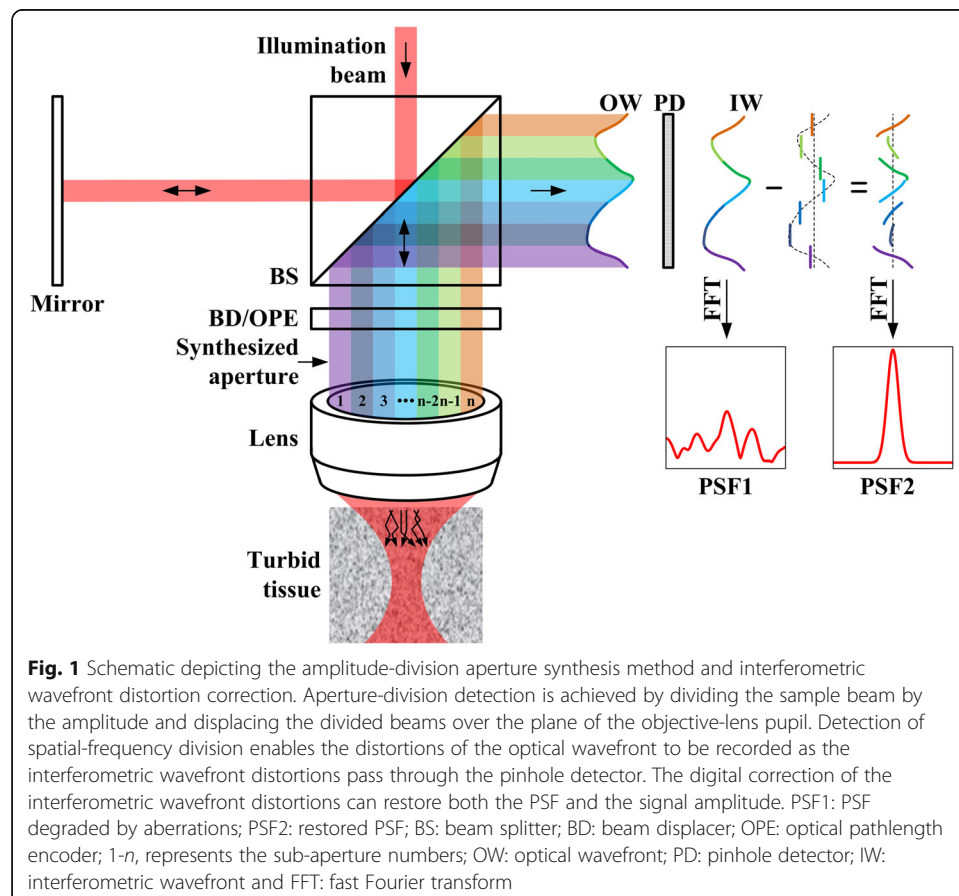 Illumination
beam
OW PD IW
BS
Mirror
BD/OPE
FFT
FFT
Synthesized
aperture
1 2 3 ••• n-2 n-1 n
Lens
PSF1
PSF2
Turbid
tissue
Fig. 1 Schematic depicting the amplitude-division aperture synthesis method and interferometric
wavefront distortion correction. Aperture-division detection is achieved by dividing the sample beam by
the amplitude and displacing the divided beams over the plane of the objective-lens pupil. Detection of
spatial-frequency division enables the distortions of the optical wavefront to be recorded as the
interferometric wavefront distortions pass through the pinhole detector. The digital correction of the
interferometric wavefront distortions can restore both the PSF and the signal amplitude. PSF1: PSF
degraded by aberrations; PSF2: restored PSF; BS: beam splitter; BD: beam displacer; OPE: optical pathlength
encoder; 1-n, represents the sub-aperture numbers; OW: optical wavefront; PD: pinhole detector; IW:
interferometric wavefront and FFT: fast Fourier transform